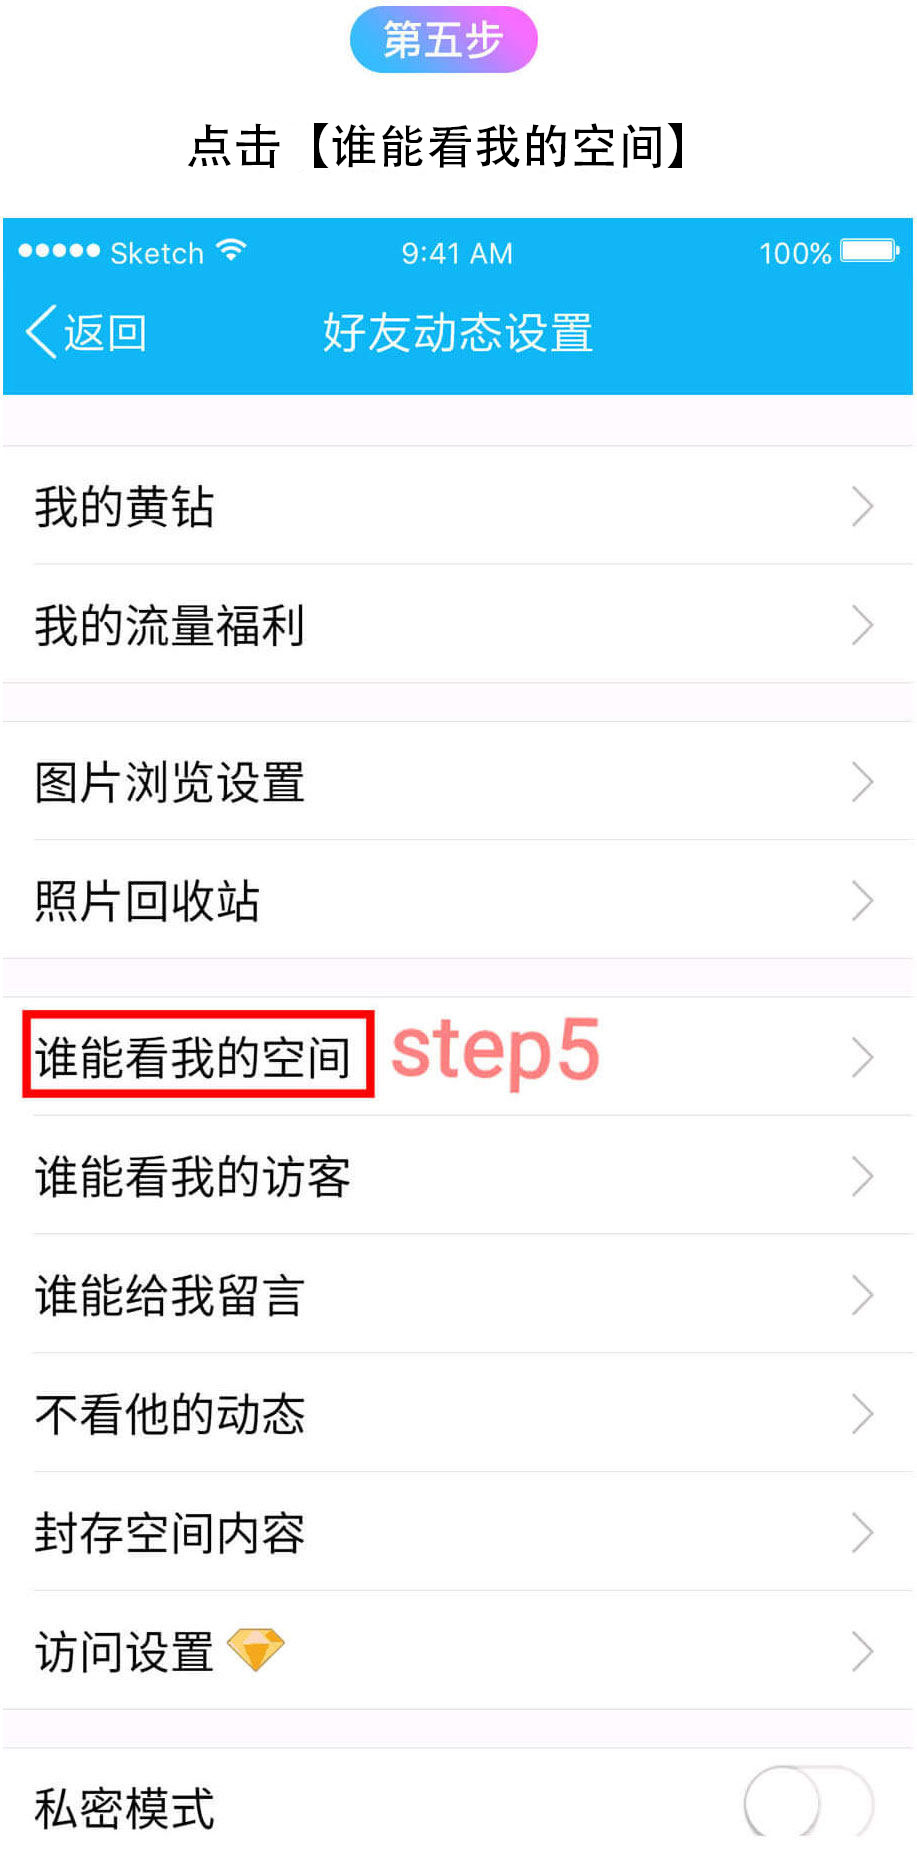 第五步
点击【谁能看我的空间】
Sketch 9:41 AM 100%
返回 好友动态设置
我的黄钻
我的流量福利
图片浏览设置
照片回收站
谁能看我的空间 step5
谁能看我的访客
谁能给我留言
不看他的动态
封存空间内容
访问设置
私密模式